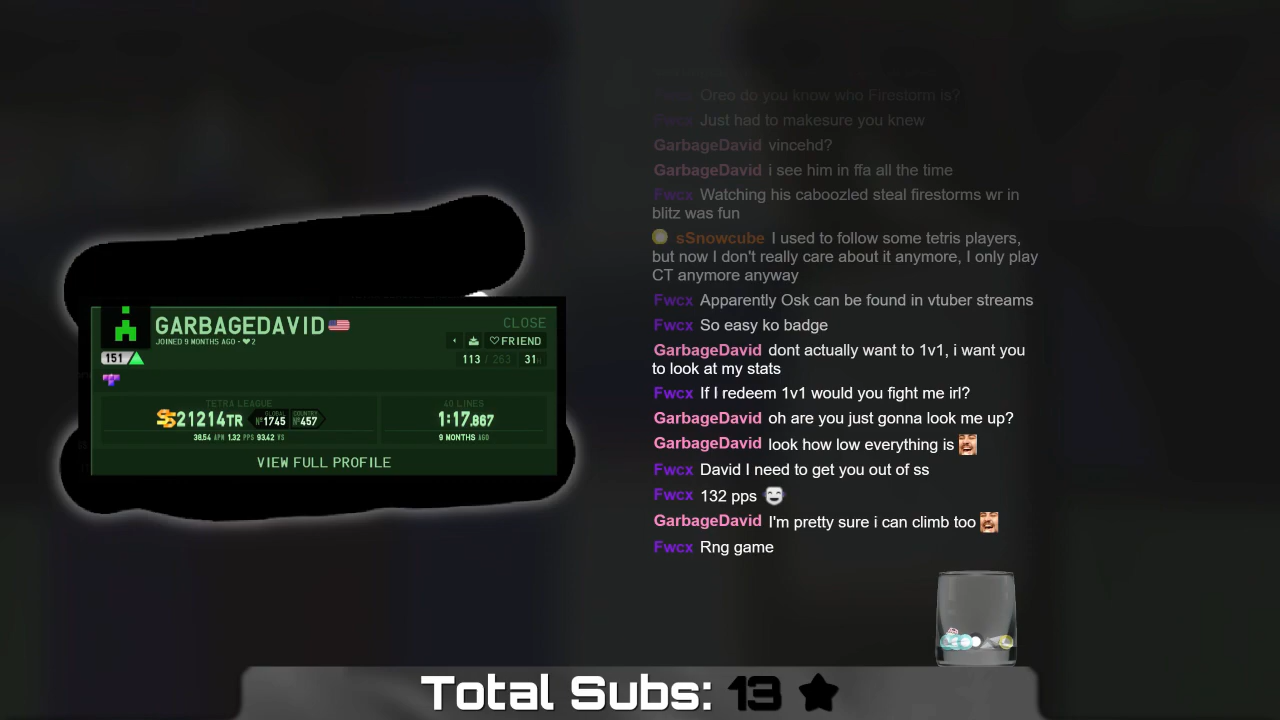 Fwcx Oreo do you know who Firestorm is?
Fwcx Just had to makesure you knew
GarbageDavid vincehd?
GarbageDavid i see him in ffa all the time
Fwcx Watching his caboozled steal firestorms wr in
blitz was fun
sSnowcube I used to follow some tetris players,
but now I don't really care about it anymore, I only play
CT anymore anyway
Fwcx Apparently Osk can be found in vtuber streams
Fwcx So easy ko badge
GarbageDavid dont actually want to 1v1, i want you
to look at my stats
Fwcx If I redeem 1v1 would you fight me irl?
GarbageDavid oh are you just gonna look me up?
GarbageDavid look how low everything is
Fwcx David I need to get you out of ss
Fwcx 132 pps
GarbageDavid I'm pretty sure i can climb too
Fwcx Rng game
GARBAGEDAVID
CLOSE
JOINED 9 MONTHS AGO - ♥2
♡FRIEND
151
113 / 263 31H
TETRA LEAGUE
SS 21214TR
GLOBAL Nº1745 COUNTRY Nº457
36.54 APM 1.32 PPS 93.42 VS
40 LINES
1:17.867
9 MONTHS AGO
VIEW FULL PROFILE
Total Subs: 13 ★